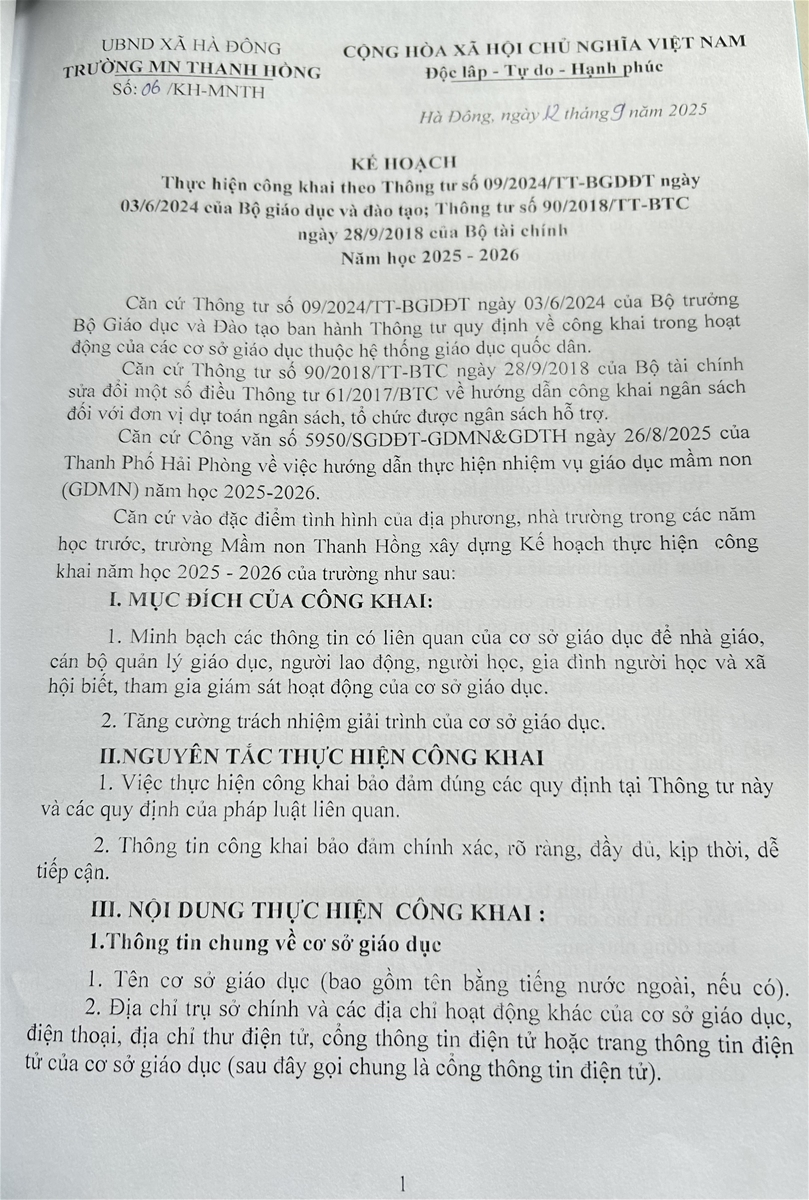 UBND XÃ HÀ ĐÔNG
TRƯỜNG MN THANH HỒNG
Số: 06 /KH-MNTH
CỘNG HÒA XÃ HỘI CHỦ NGHĨA VIỆT NAM
Độc lập - Tự do - Hạnh phúc
Hà Đông, ngày 12 tháng 9 năm 2025
KẾ HOẠCH
Thực hiện công khai theo Thông tư số 09/2024/TT-BGDĐT ngày
03/6/2024 của Bộ giáo dục và đào tạo; Thông tư số 90/2018/TT-BTC
ngày 28/9/2018 của Bộ tài chính
Năm học 2025 - 2026
Căn cứ Thông tư số 09/2024/TT-BGDĐT ngày 03/6/2024 của Bộ trưởng
Bộ Giáo dục và Đào tạo ban hành Thông tư quy định về công khai trong hoạt
động của các cơ sở giáo dục thuộc hệ thống giáo dục quốc dân.
Căn cứ Thông tư số 90/2018/TT-BTC ngày 28/9/2018 của Bộ tài chính
sửa đổi một số điều Thông tư 61/2017/BTC về hướng dẫn công khai ngân sách
đối với đơn vị dự toán ngân sách, tổ chức được ngân sách hỗ trợ.
Căn cứ Công văn số 5950/SGDĐT-GDMN&GDTH ngày 26/8/2025 của
Thanh Phố Hải Phòng về việc hướng dẫn thực hiện nhiệm vụ giáo dục mầm non
(GDMN) năm học 2025-2026.
Căn cứ vào đặc điểm tình hình của địa phương, nhà trường trong các năm
học trước, trường Mầm non Thanh Hồng xây dựng Kế hoạch thực hiện công
khai năm học 2025 - 2026 của trường như sau:
I. MỤC ĐÍCH CỦA CÔNG KHAI:
1. Minh bạch các thông tin có liên quan của cơ sở giáo dục để nhà giáo,
cán bộ quản lý giáo dục, người lao động, người học, gia đình người học và xã
hội biết, tham gia giám sát hoạt động của cơ sở giáo dục.
2. Tăng cường trách nhiệm giải trình của cơ sở giáo dục.
II.NGUYÊN TẮC THỰC HIỆN CÔNG KHAI
1. Việc thực hiện công khai bảo đảm đúng các quy định tại Thông tư này
và các quy định của pháp luật liên quan.
2. Thông tin công khai bảo đảm chính xác, rõ ràng, đầy đủ, kịp thời, dễ
tiếp cận.
III. NỘI DUNG THỰC HIỆN CÔNG KHAI :
1.Thông tin chung về cơ sở giáo dục
1. Tên cơ sở giáo dục (bao gồm tên bằng tiếng nước ngoài, nếu có).
2. Địa chỉ trụ sở chính và các địa chỉ hoạt động khác của cơ sở giáo dục,
điện thoại, địa chỉ thư điện tử, cổng thông tin điện tử hoặc trang thông tin điện
tử của cơ sở giáo dục (sau đây gọi chung là cổng thông tin điện tử).
1